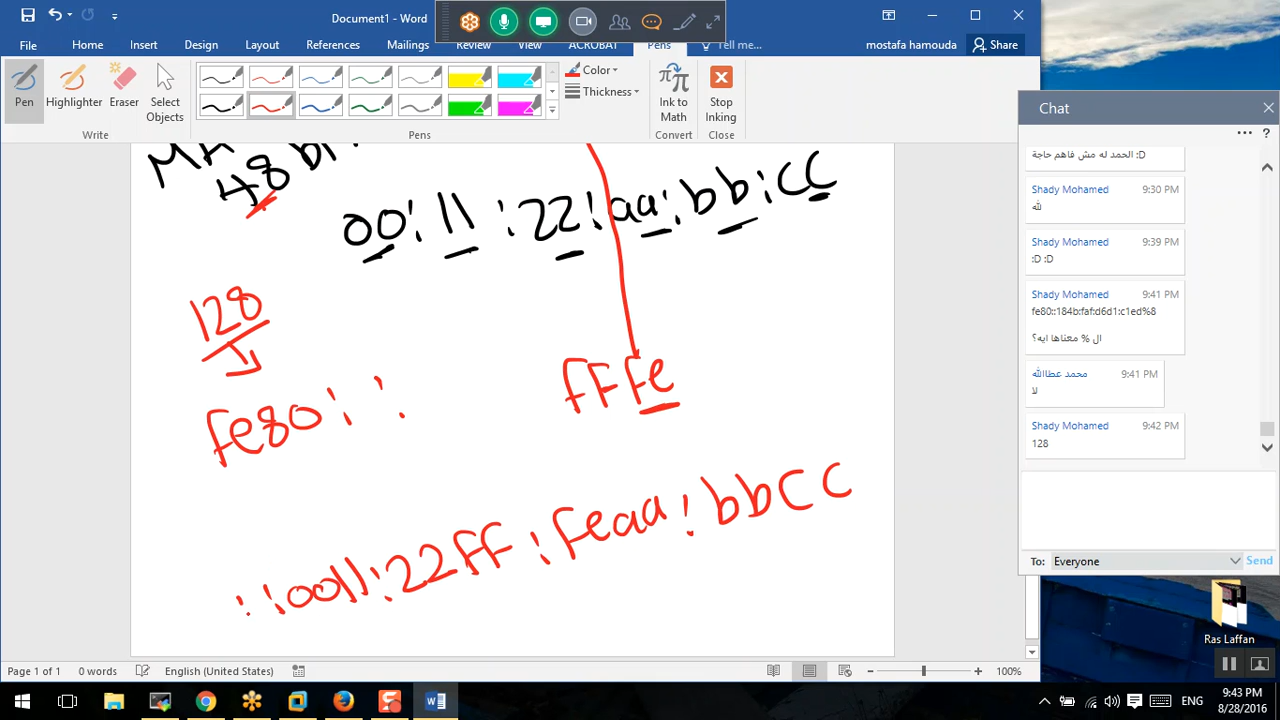 Document1 - Word
File Home Insert Design Layout References Mailings Review View ACROBAT Pens Tell me... mostafa hamouda Share
Pen Highlighter Eraser Select Objects
Color
Thickness
Ink to Math
Stop Inking
Write Pens Convert Close
48
00:11:22:aa:bb:cc
128
fe80::
fffe
::0011:22ff:feaa:bbcc
Chat
الحمد له مش فاهم حاجة :D
Shady Mohamed 9:30 PM
لله
Shady Mohamed 9:39 PM
:D :D
Shady Mohamed 9:41 PM
fe80::184b:faf:d6d1:c1ed%8
ال % معناها ايه؟
محمد عطاالله 9:41 PM
لا
Shady Mohamed 9:42 PM
128
To: Everyone Send
Ras Laffan
Page 1 of 1 0 words English (United States) 100%
ENG 9:43 PM
8/28/2016